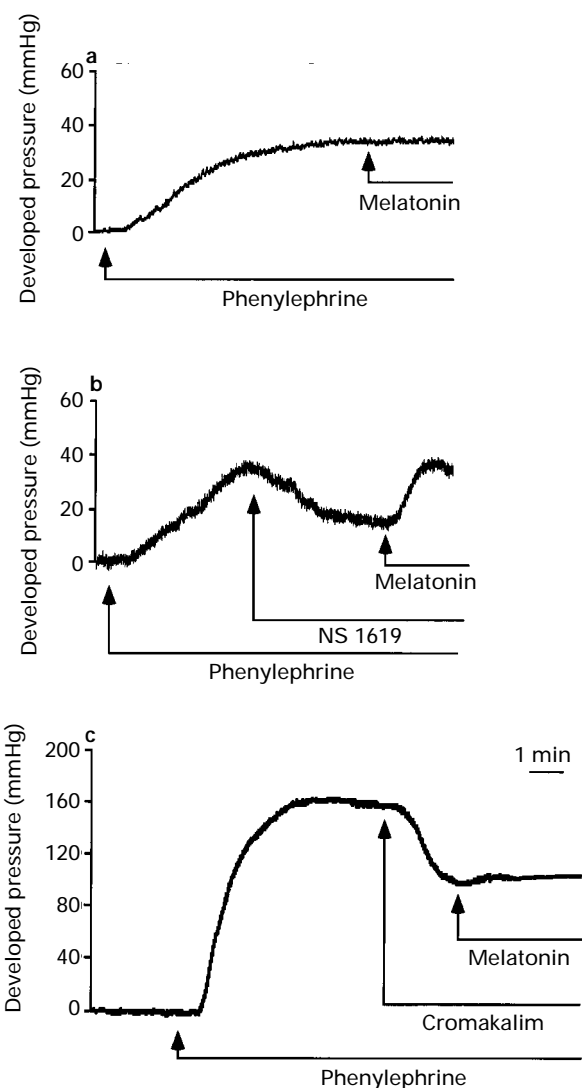 a
Developed pressure (mmHg)
60
40
20
0
Melatonin
Phenylephrine
b
Developed pressure (mmHg)
60
40
20
0
Melatonin
NS 1619
Phenylephrine
c
Developed pressure (mmHg)
200
160
120
80
40
0
1 min
Melatonin
Cromakalim
Phenylephrine